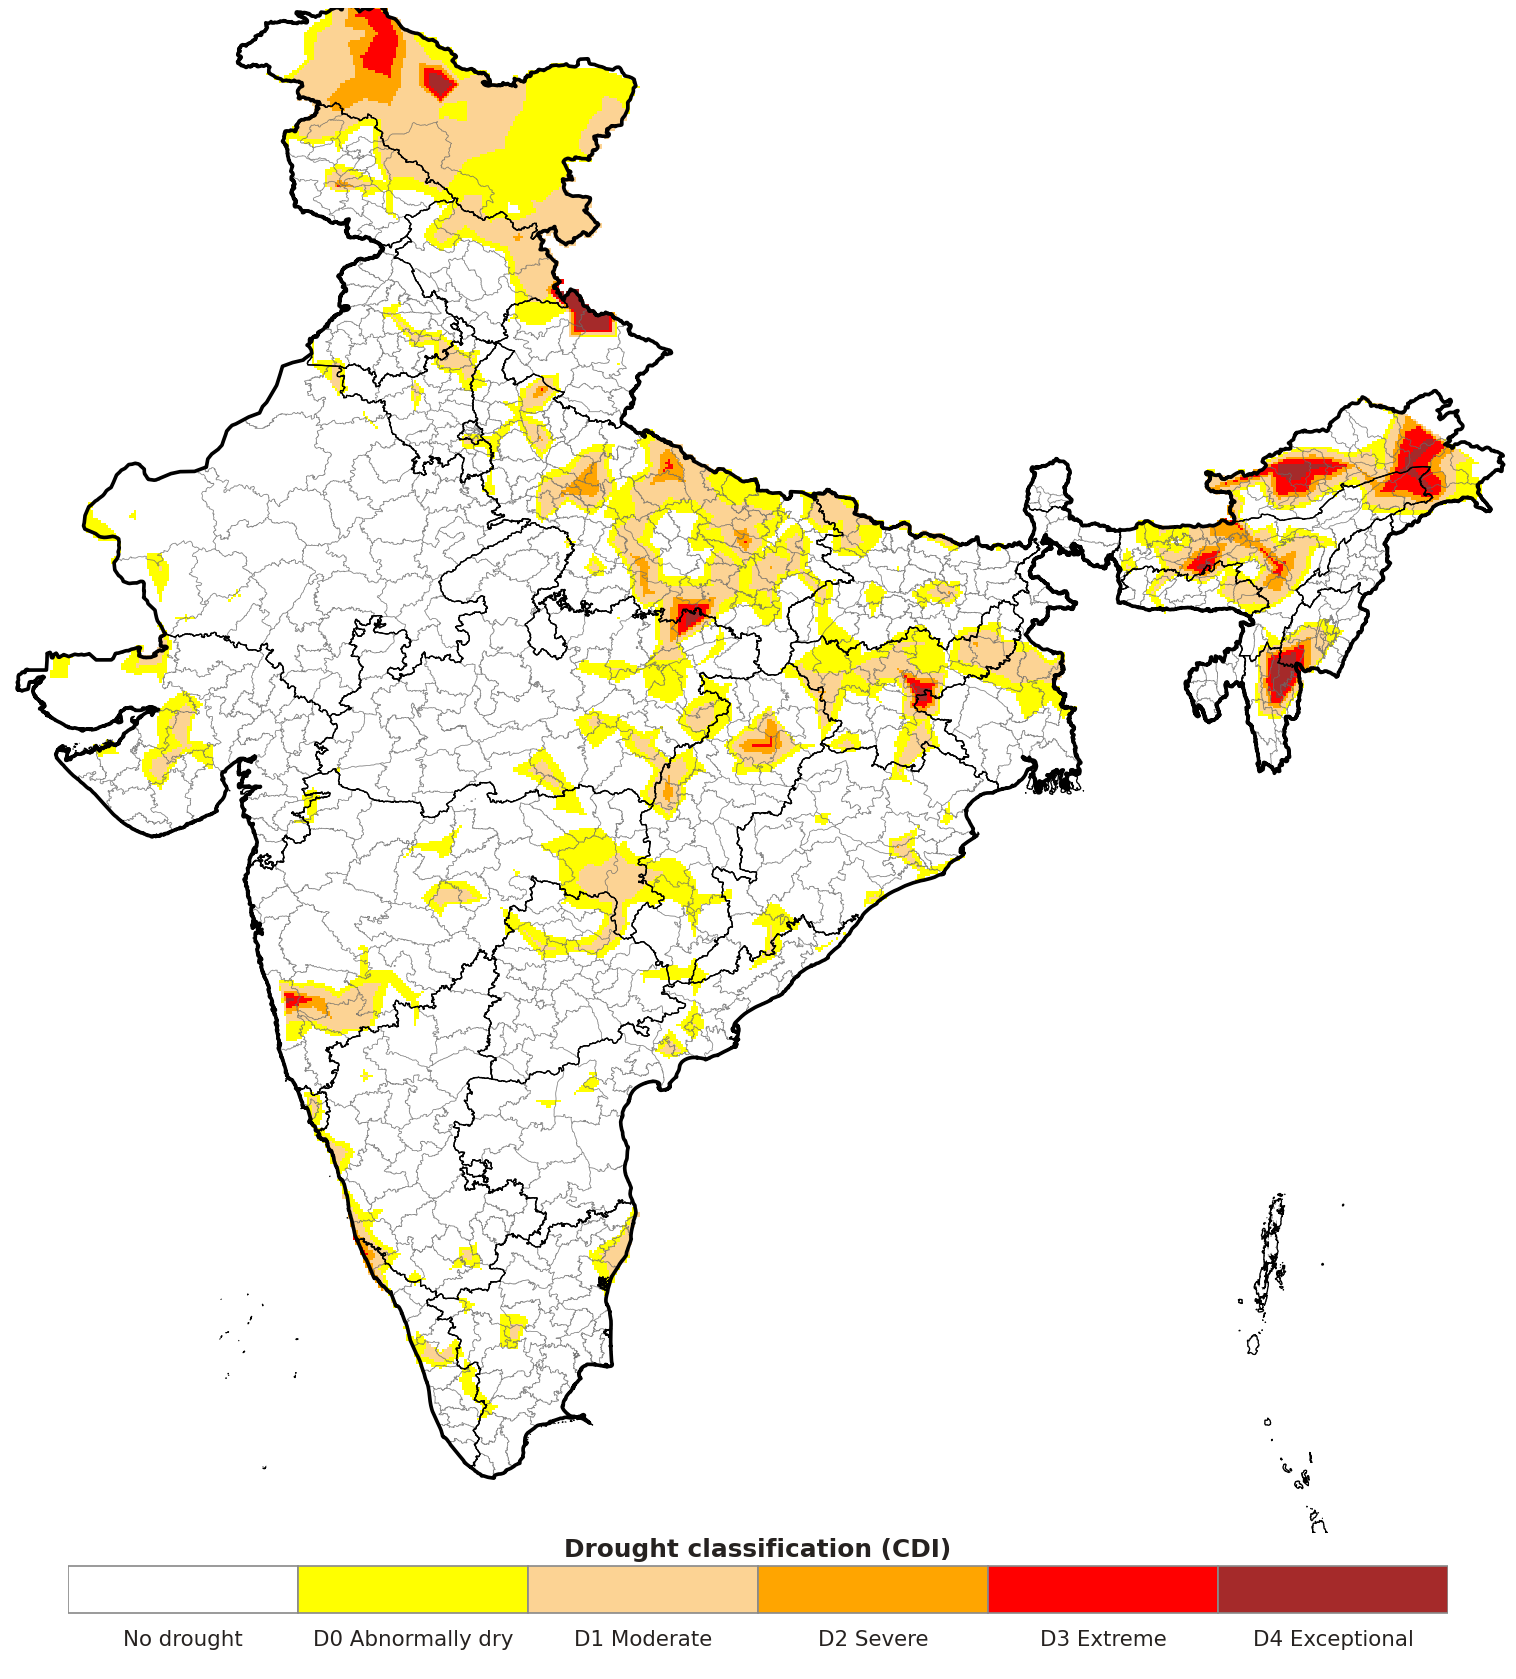 Drought classification (CDI)
No drought
D0 Abnormally dry
D1 Moderate
D2 Severe
D3 Extreme
D4 Exceptional